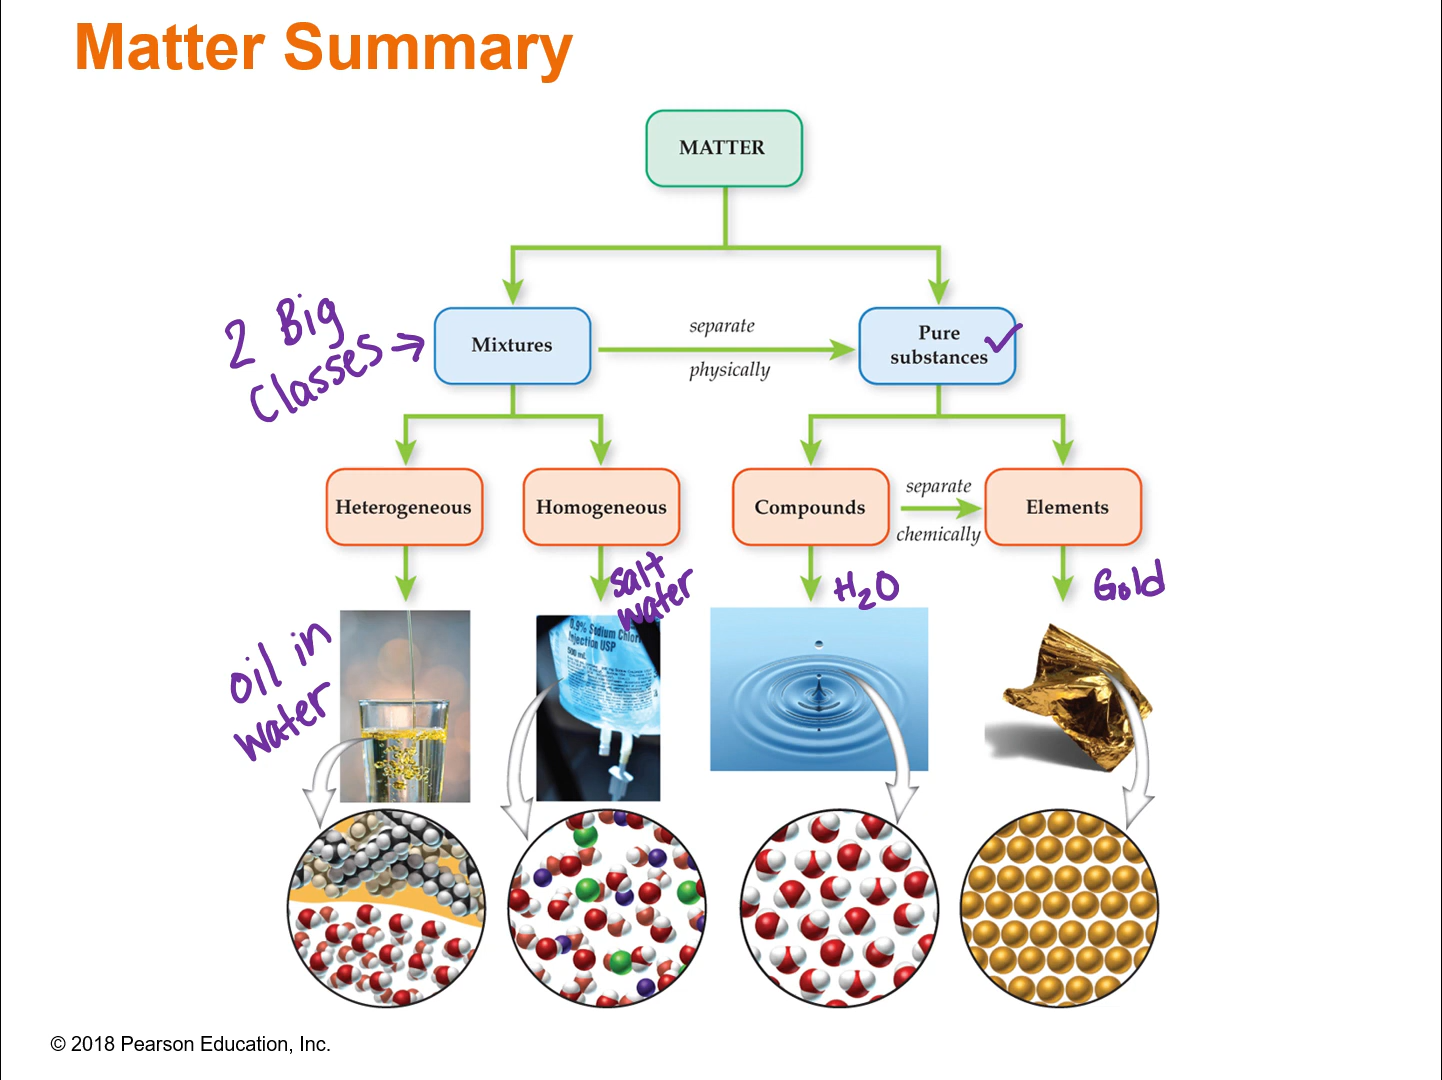 Matter Summary
MATTER
2 Big
Classes →
Mixtures
separate
physically
Pure
substances ✓
Heterogeneous
Homogeneous
Compounds
separate
chemically
Elements
oil in
water
salt
water
H₂O
Gold
0.9% Sodium Chlori
Injection USP
500 mL
© 2018 Pearson Education, Inc.